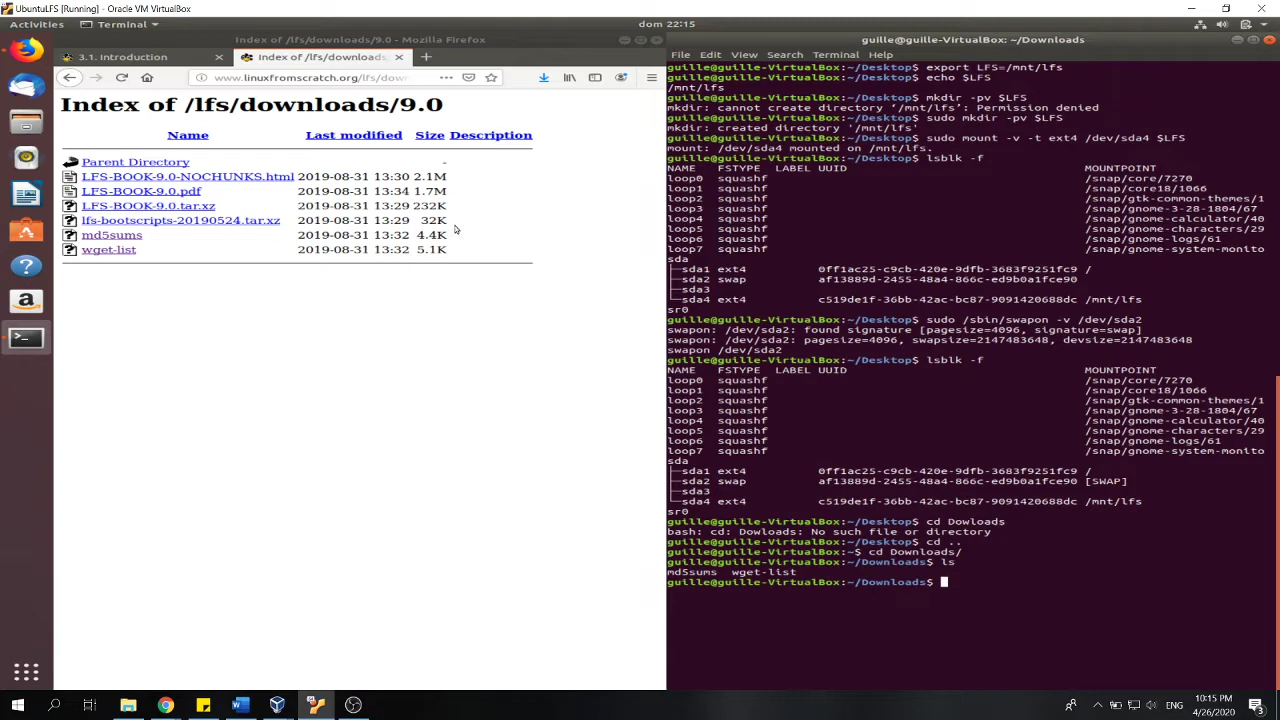 UbuntuLFS [Running] - Oracle VM VirtualBox
Activities Terminal dom 22:15
Index of /lfs/downloads/9.0 - Mozilla Firefox
3.1. Introduction Index of /lfs/downloads
www.linuxfromscratch.org/lfs/down
Index of /lfs/downloads/9.0
Name Last modified Size Description
Parent Directory -
LFS-BOOK-9.0-NOCHUNKS.html 2019-08-31 13:30 2.1M
LFS-BOOK-9.0.pdf 2019-08-31 13:34 1.7M
LFS-BOOK-9.0.tar.xz 2019-08-31 13:29 232K
lfs-bootscripts-20190524.tar.xz 2019-08-31 13:29 32K
md5sums 2019-08-31 13:32 4.4K
wget-list 2019-08-31 13:32 5.1K
guille@guille-VirtualBox: ~/Downloads
File Edit View Search Terminal Help
guille@guille-VirtualBox:~/Desktop$ export LFS=/mnt/lfs
guille@guille-VirtualBox:~/Desktop$ echo $LFS
/mnt/lfs
guille@guille-VirtualBox:~/Desktop$ mkdir -pv $LFS
mkdir: cannot create directory '/mnt/lfs': Permission denied
guille@guille-VirtualBox:~/Desktop$ sudo mkdir -pv $LFS
mkdir: created directory '/mnt/lfs'
guille@guille-VirtualBox:~/Desktop$ sudo mount -v -t ext4 /dev/sda4 $LFS
mount: /dev/sda4 mounted on /mnt/lfs.
guille@guille-VirtualBox:~/Desktop$ lsblk -f
NAME FSTYPE LABEL UUID MOUNTPOINT
loop0 squashf /snap/core/7270
loop1 squashf /snap/core18/1066
loop2 squashf /snap/gtk-common-themes/1
loop3 squashf /snap/gnome-3-28-1804/67
loop4 squashf /snap/gnome-calculator/40
loop5 squashf /snap/gnome-characters/29
loop6 squashf /snap/gnome-logs/61
loop7 squashf /snap/gnome-system-monito
sda
├─sda1 ext4 0ff1ac25-c9cb-420e-9dfb-3683f9251fc9 /
├─sda2 swap af13889d-2455-48a4-866c-ed9b0a1fce90
├─sda3
└─sda4 ext4 c519de1f-36bb-42ac-bc87-9091420688dc /mnt/lfs
sr0
guille@guille-VirtualBox:~/Desktop$ sudo /sbin/swapon -v /dev/sda2
swapon: /dev/sda2: found signature [pagesize=4096, signature=swap]
swapon: /dev/sda2: pagesize=4096, swapsize=2147483648, devsize=2147483648
swapon /dev/sda2
guille@guille-VirtualBox:~/Desktop$ lsblk -f
NAME FSTYPE LABEL UUID MOUNTPOINT
loop0 squashf /snap/core/7270
loop1 squashf /snap/core18/1066
loop2 squashf /snap/gtk-common-themes/1
loop3 squashf /snap/gnome-3-28-1804/67
loop4 squashf /snap/gnome-calculator/40
loop5 squashf /snap/gnome-characters/29
loop6 squashf /snap/gnome-logs/61
loop7 squashf /snap/gnome-system-monito
sda
├─sda1 ext4 0ff1ac25-c9cb-420e-9dfb-3683f9251fc9 /
├─sda2 swap af13889d-2455-48a4-866c-ed9b0a1fce90 [SWAP]
├─sda3
└─sda4 ext4 c519de1f-36bb-42ac-bc87-9091420688dc /mnt/lfs
sr0
guille@guille-VirtualBox:~/Desktop$ cd Dowloads
bash: cd: Dowloads: No such file or directory
guille@guille-VirtualBox:~/Desktop$ cd ..
guille@guille-VirtualBox:~$ cd Downloads/
guille@guille-VirtualBox:~/Downloads$ ls
md5sums wget-list
guille@guille-VirtualBox:~/Downloads$
ENG 10:15 PM
4/26/2020
3